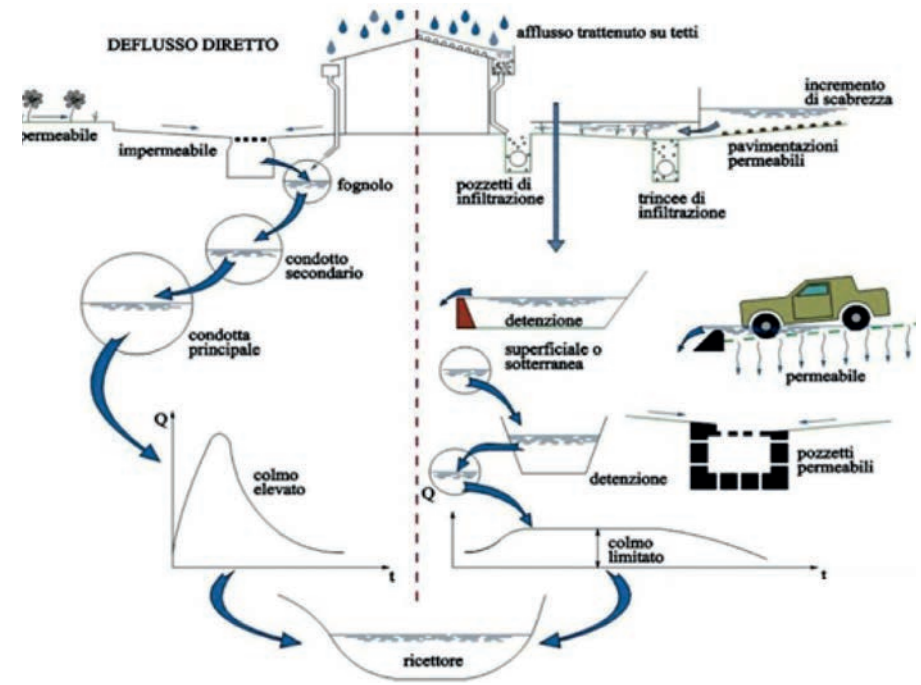 DEFLUSSO DIRETTO
afflusso trattenuto su tetti
incremento
di scabrezza
permeabile
impermeabile
pavimentazioni
permeabili
fognolo
pozzetti di
infiltrazione
trincee di
infiltrazione
condotto
secondario
detenzione
condotta
principale
superficiale o
sotterranea
permeabile
Q
colmo
elevato
pozzetti
permeabili
detenzione
Q
colmo
limitato
t
t
ricettore